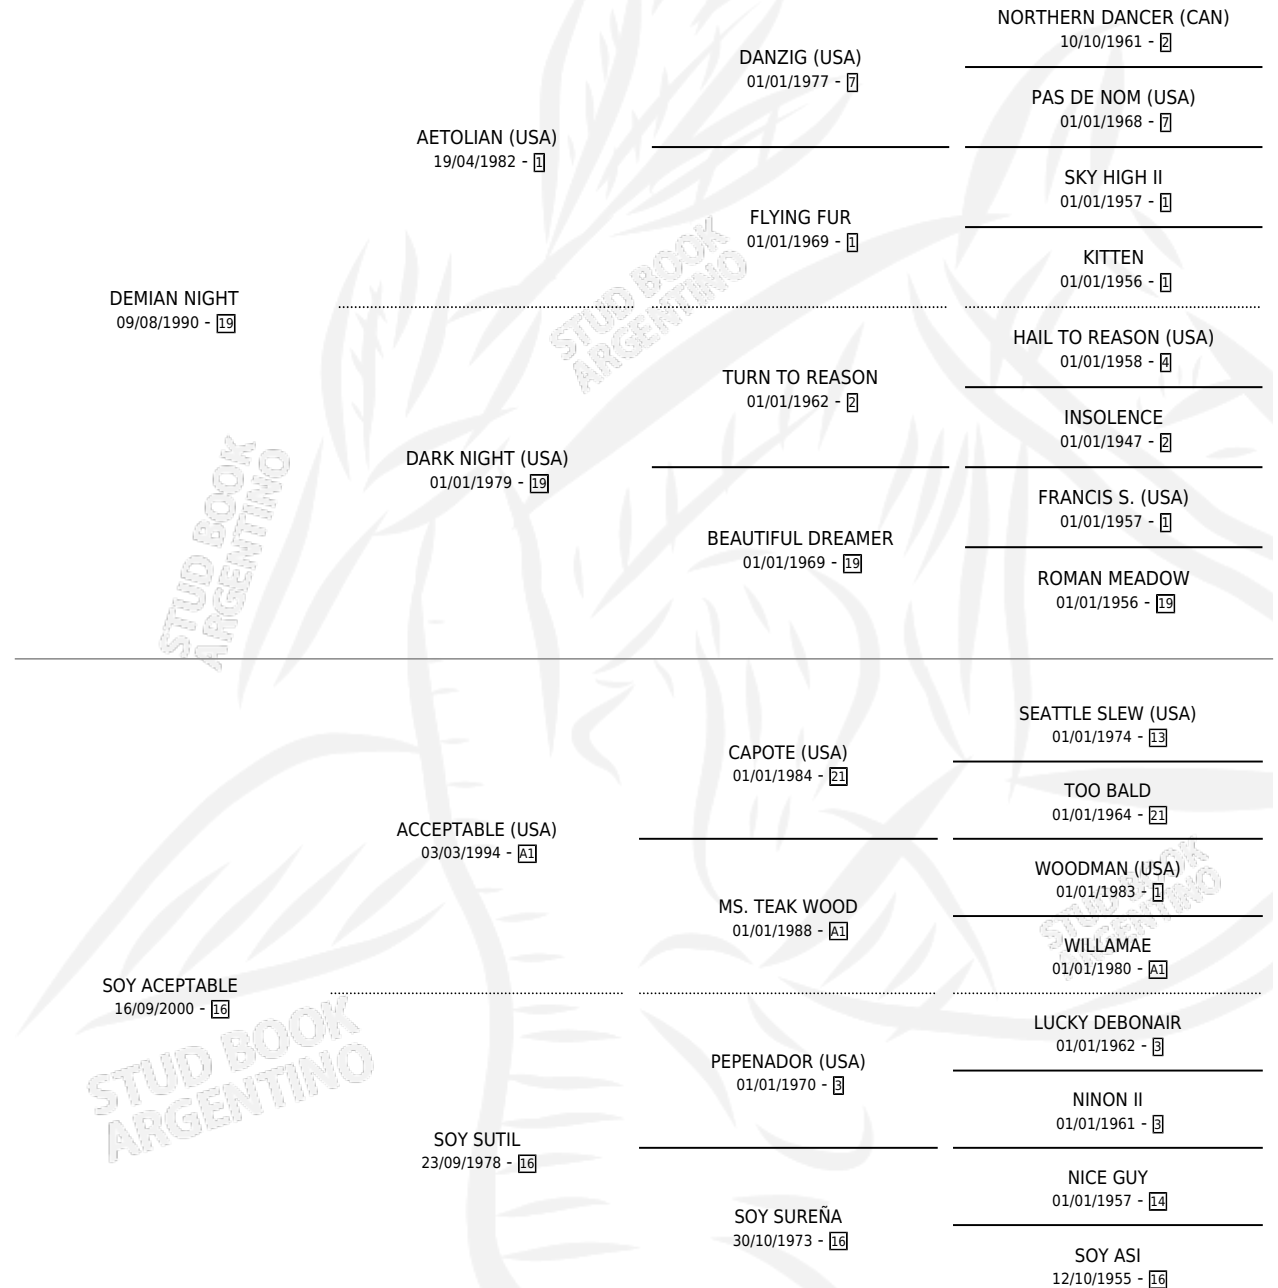 NORTHERN DANCER (CAN)
10/10/1961 - 2
DANZIG (USA)
01/01/1977 - 7
PAS DE NOM (USA)
01/01/1968 - 7
AETOLIAN (USA)
19/04/1982 - 1
SKY HIGH II
01/01/1957 - 1
FLYING FUR
01/01/1969 - 1
KITTEN
01/01/1956 - 1
DEMIAN NIGHT
09/08/1990 - 19
HAIL TO REASON (USA)
01/01/1958 - 4
TURN TO REASON
01/01/1962 - 2
INSOLENCE
01/01/1947 - 2
DARK NIGHT (USA)
01/01/1979 - 19
FRANCIS S. (USA)
01/01/1957 - 1
BEAUTIFUL DREAMER
01/01/1969 - 19
ROMAN MEADOW
01/01/1956 - 19
SEATTLE SLEW (USA)
01/01/1974 - 13
CAPOTE (USA)
01/01/1984 - 21
TOO BALD
01/01/1964 - 21
ACCEPTABLE (USA)
03/03/1994 - A1
WOODMAN (USA)
01/01/1983 - 1
MS. TEAK WOOD
01/01/1988 - A1
WILLAMAE
01/01/1980 - A1
SOY ACEPTABLE
16/09/2000 - 16
LUCKY DEBONAIR
01/01/1962 - 3
PEPENADOR (USA)
01/01/1970 - 3
NINON II
01/01/1961 - 3
SOY SUTIL
23/09/1978 - 16
NICE GUY
01/01/1957 - 14
SOY SUREÑA
30/10/1973 - 16
SOY ASI
12/10/1955 - 16
STUD BOOK
ARGENTINO
STUD BOOK
ARGENTINO
STUD BOOK
ARGENTINO
STUD BOOK
ARGENTINO